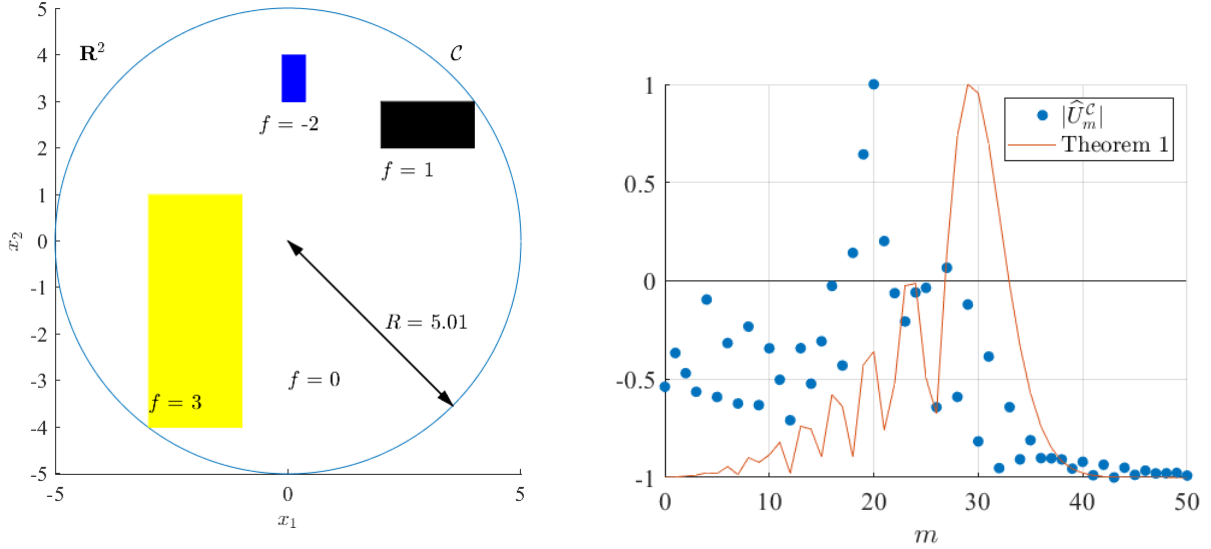 5
4
3
2
1
0
-1
-2
-3
-4
-5
x₂
-5
0
5
x₁
R²
𝒞
f = -2
f = 1
R = 5.01
f = 0
f = 3
1
0.5
0
-0.5
-1
0
10
20
30
40
50
m
|Û_m^𝒞|
Theorem 1